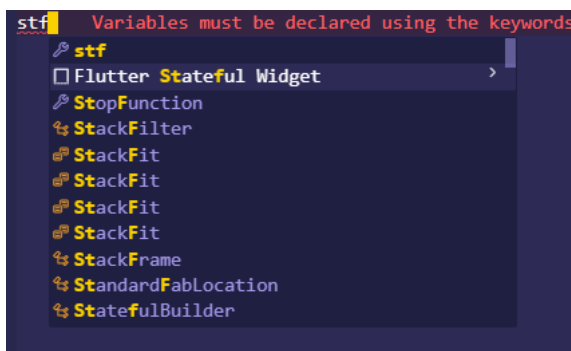 stf Variables must be declared using the keywords
stf
Flutter Stateful Widget
StopFunction
StackFilter
StackFit
StackFit
StackFit
StackFit
StackFrame
StandardFabLocation
StatefulBuilder